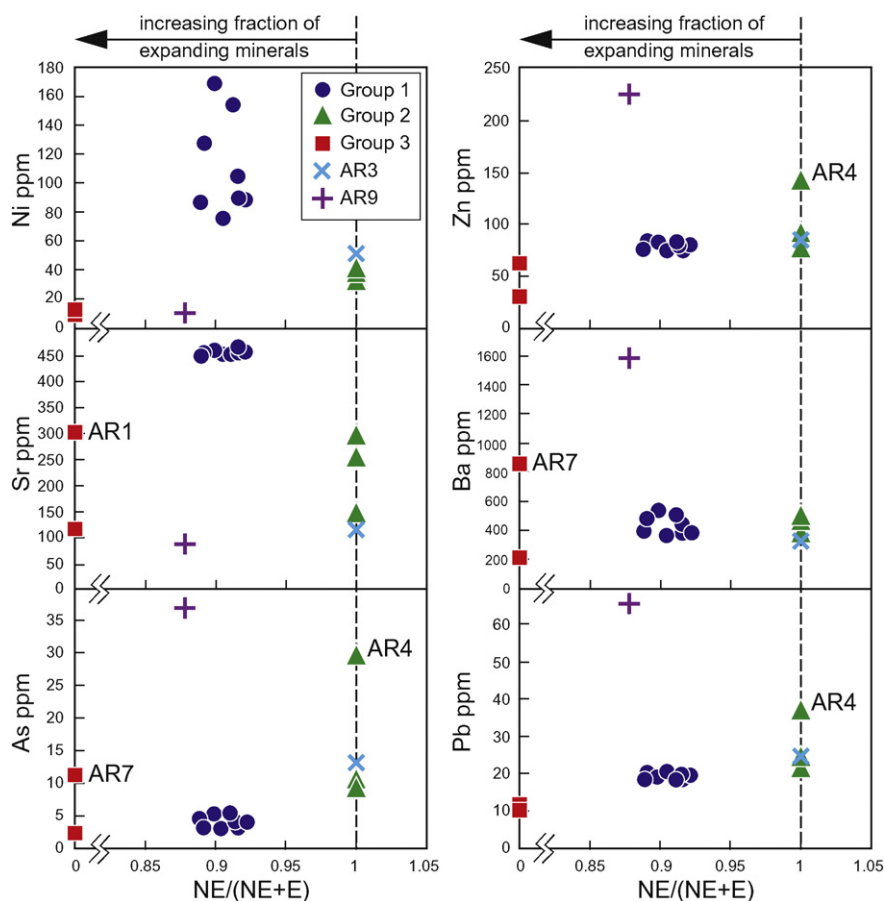 increasing fraction of
expanding minerals
180
160
140
120
100
80
60
40
20
0
Ni ppm
Group 1
Group 2
Group 3
AR3
AR9
450
400
350
300
250
200
150
100
50
0
Sr ppm
AR1
35
30
25
20
15
10
5
0
As ppm
AR4
AR7
0
0.85
0.9
0.95
1
1.05
NE/(NE+E)
increasing fraction of
expanding minerals
250
200
150
100
50
0
Zn ppm
AR4
1600
1400
1200
1000
800
600
400
200
0
Ba ppm
AR7
60
50
40
30
20
10
0
Pb ppm
AR4
0
0.85
0.9
0.95
1
1.05
NE/(NE+E)